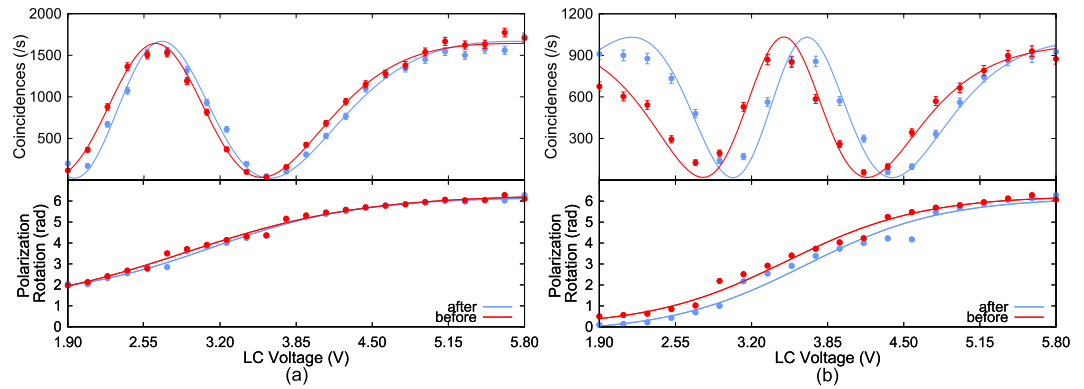 2000
1500
1000
500
Coincidences (/s)
6
5
4
3
2
1
0
Polarization
Rotation (rad)
after
before
1.90 2.55 3.20 3.85 4.50 5.15 5.80
LC Voltage (V)
(a)
1200
900
600
300
Coincidences (/s)
6
5
4
3
2
1
0
Polarization
Rotation (rad)
after
before
1.90 2.55 3.20 3.85 4.50 5.15 5.80
LC Voltage (V)
(b)